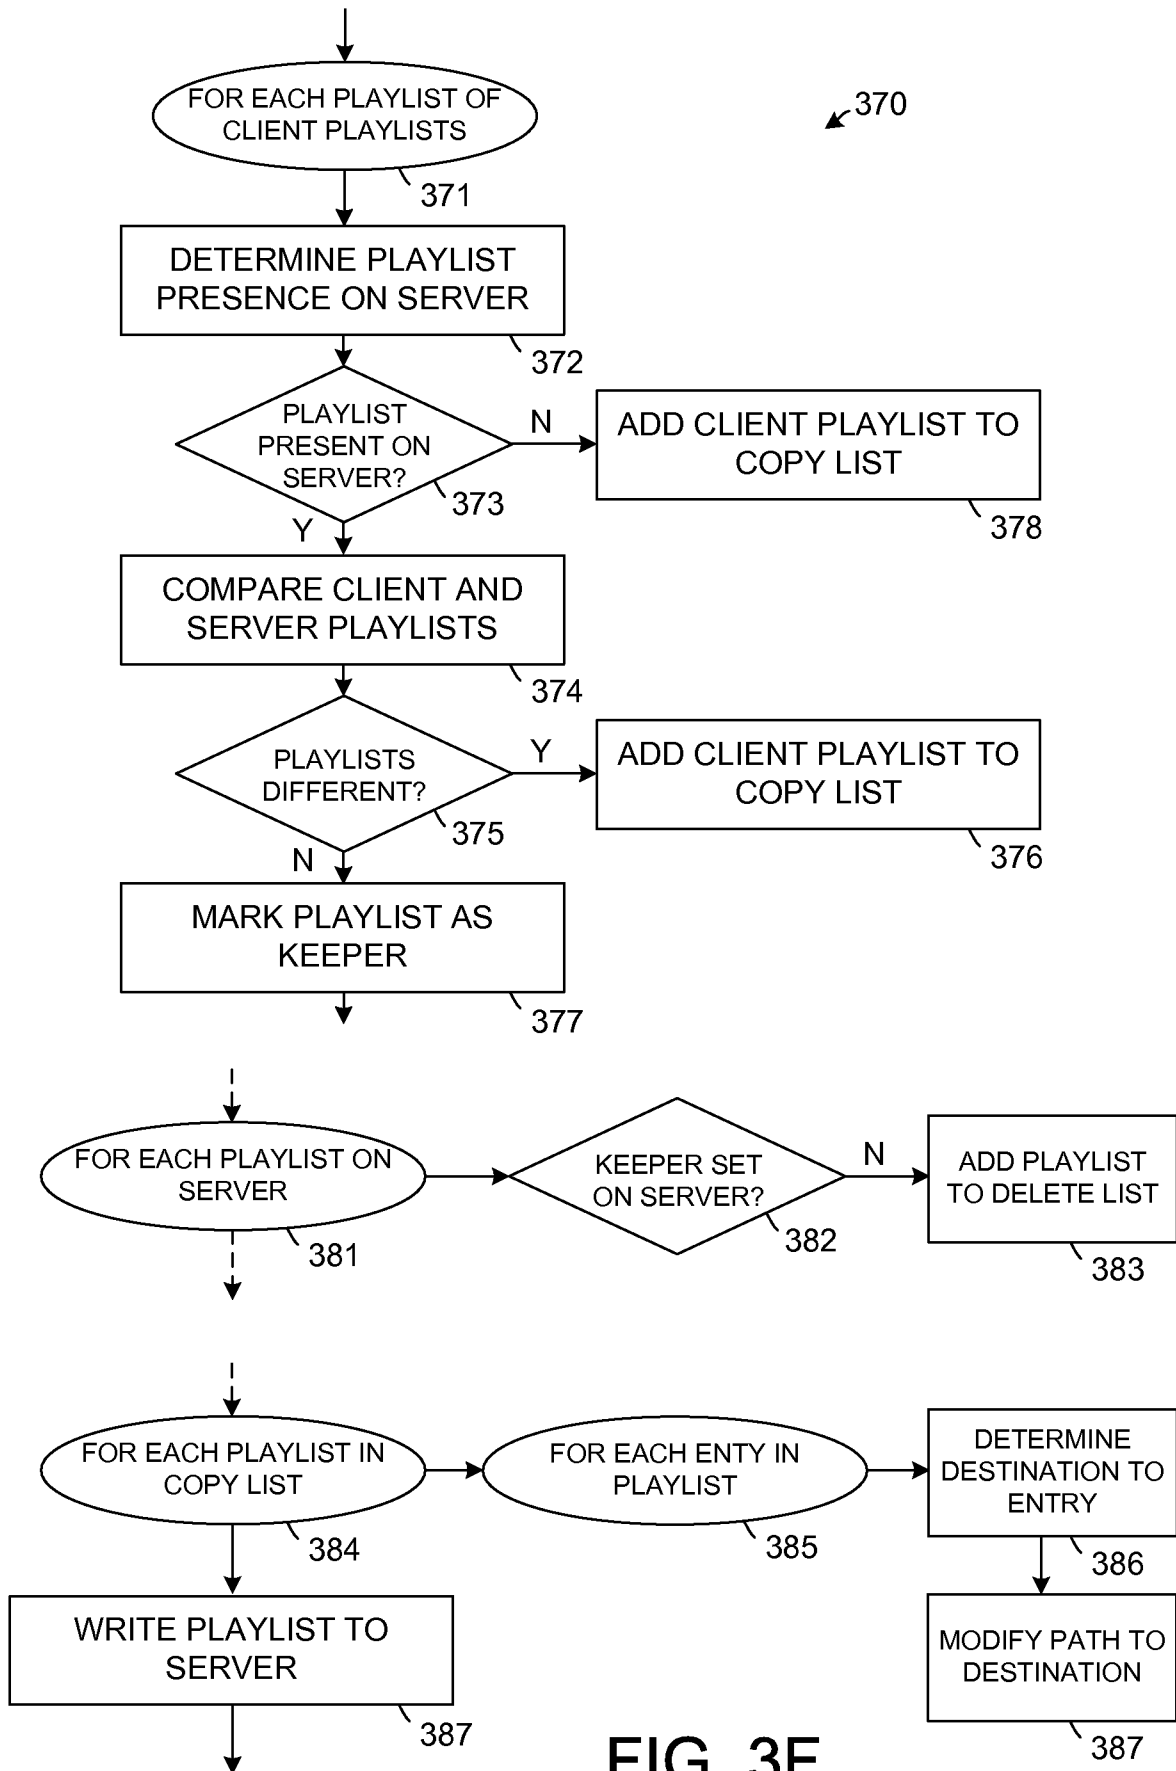 FOR EACH PLAYLIST OF
CLIENT PLAYLISTS
370
371
DETERMINE PLAYLIST
PRESENCE ON SERVER
372
PLAYLIST
PRESENT ON
SERVER?
373
N
ADD CLIENT PLAYLIST TO
COPY LIST
378
Y
COMPARE CLIENT AND
SERVER PLAYLISTS
374
PLAYLISTS
DIFFERENT?
375
Y
ADD CLIENT PLAYLIST TO
COPY LIST
376
N
MARK PLAYLIST AS
KEEPER
377
FOR EACH PLAYLIST ON
SERVER
381
KEEPER SET
ON SERVER?
382
N
ADD PLAYLIST
TO DELETE LIST
383
FOR EACH PLAYLIST IN
COPY LIST
384
FOR EACH ENTY IN
PLAYLIST
385
DETERMINE
DESTINATION TO
ENTRY
386
WRITE PLAYLIST TO
SERVER
387
MODIFY PATH TO
DESTINATION
387